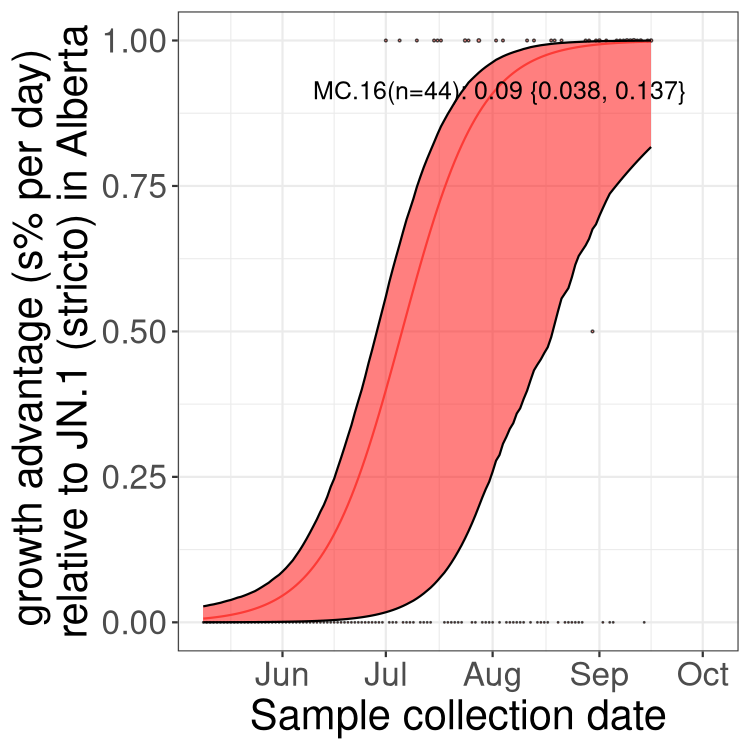 growth advantage (s% per day)
relative to JN.1 (stricto) in Alberta
1.00
0.75
0.50
0.25
0.00
MC.16(n=44): 0.09 {0.038, 0.137}
Jun Jul Aug Sep Oct
Sample collection date